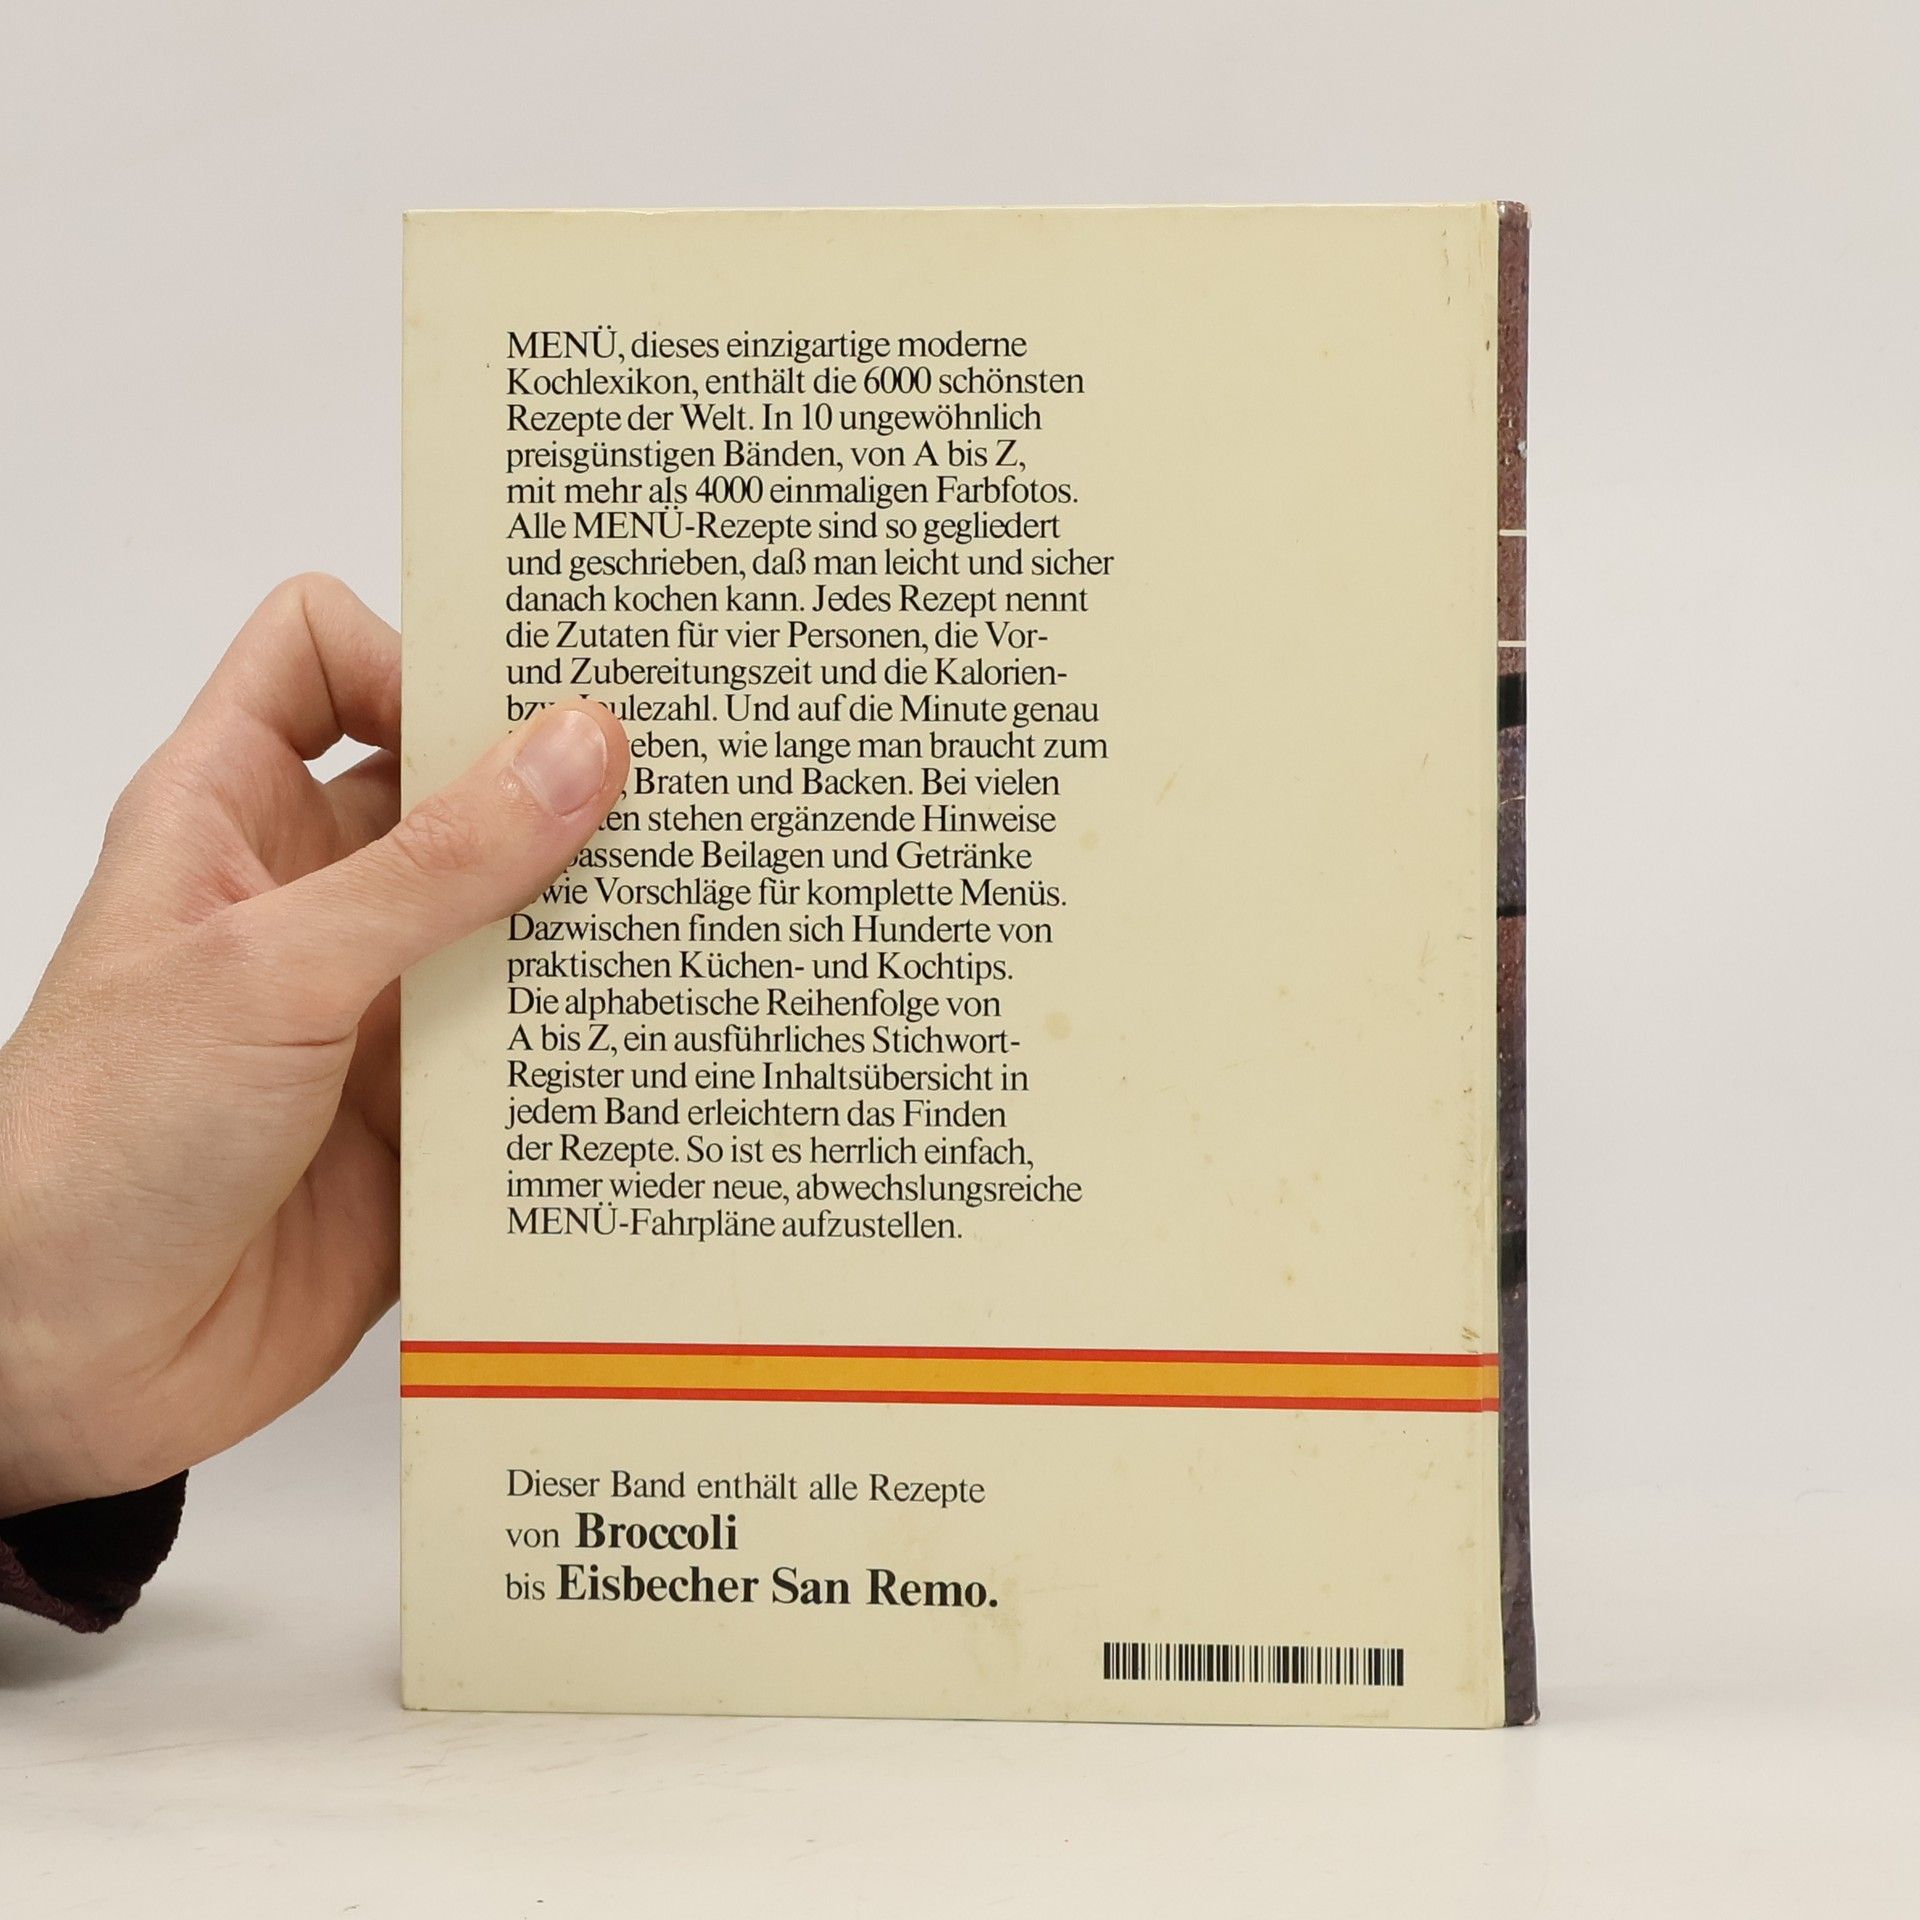 MENÜ, dieses einzigartige moderne
Kochlexikon, enthält die 6000 schönsten
Rezepte der Welt. In 10 ungewöhnlich
preisgünstigen Bänden, von A bis Z,
mit mehr als 4000 einmaligen Farbfotos.
Alle MENÜ-Rezepte sind so gegliedert
und geschrieben, daß man leicht und sicher
danach kochen kann. Jedes Rezept nennt
die Zutaten für vier Personen, die Vor-
und Zubereitungszeit und die Kalorien-
bzw. Joulezahl. Und auf die Minute genau
wie lange man braucht zum
Braten und Backen. Bei vielen
stehen ergänzende Hinweise
passende Beilagen und Getränke
sowie Vorschläge für komplette Menüs.
Dazwischen finden sich Hunderte von
praktischen Küchen- und Kochtips.
Die alphabetische Reihenfolge von
A bis Z, ein ausführliches Stichwort-
Register und eine Inhaltsübersicht in
jedem Band erleichtern das Finden
der Rezepte. So ist es herrlich einfach,
immer wieder neue, abwechslungsreiche
MENÜ-Fahrpläne aufzustellen.
Dieser Band enthält alle Rezepte
von Broccoli
bis Eisbecher San Remo.